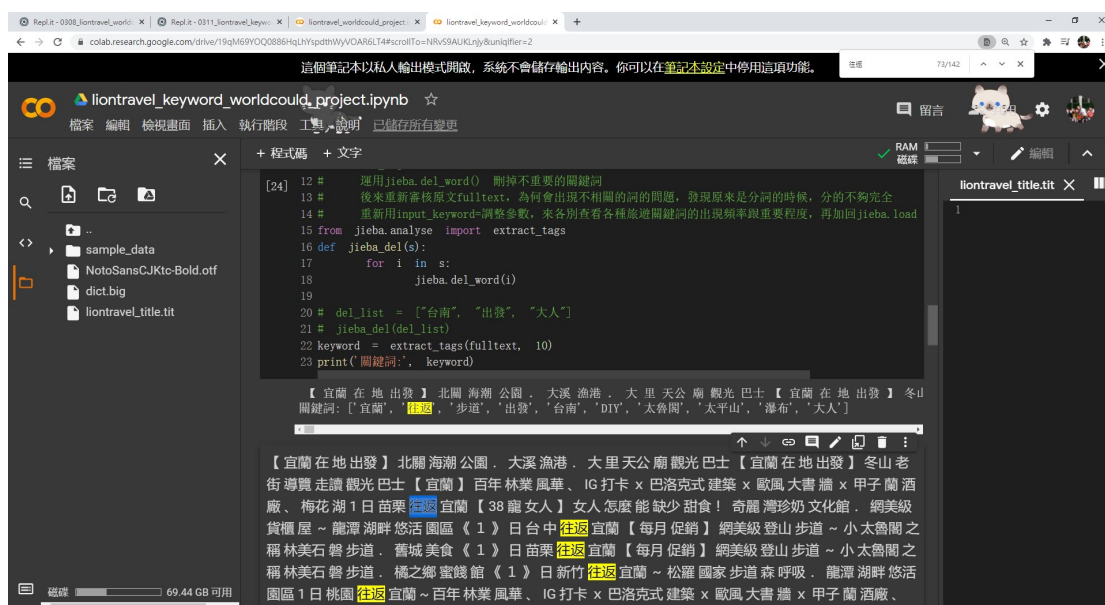 Repl.it - 0308_liontravel_world
Repl.it - 0311_liontravel_keywo
liontravel_worldcould_project.i
liontravel_keyword_worldcould
colab.research.google.com/drive/19qM69YOQ0886HqLhYspdthWyVOAR6LT4#scrollTo=NRvS9AUKLnjy&uniqifier=2
這個筆記本以私人輸出模式開啟，系統不會儲存輸出內容。你可以在筆記本設定中停用這項功能。
往返 73/142
liontravel_keyword_worldcould_project.ipynb
檔案 編輯 檢視畫面 插入 執行階段 工具 說明 已儲存所有變更
留言
檔案
+ 程式碼 + 文字
RAM
磁碟
編輯
..
sample_data
NotoSansCJKtc-Bold.otf
dict.big
liontravel_title.tit
[24]
12 # 運用jieba.del_word() 刪掉不重要的關鍵詞
13 # 後來重新審核原文fulltext，為何會出現不相關的詞的問題，發現原來是分詞的時候，分的不夠完全
14 # 重新用input_keyword=調整參數，來各別查看各種旅遊關鍵詞的出現頻率跟重要程度，再加回jieba.load
15 from jieba.analyse import extract_tags
16 def jieba_del(s):
17 for i in s:
18 jieba.del_word(i)
19
20 # del_list = ["台南", "出發", "大人"]
21 # jieba_del(del_list)
22 keyword = extract_tags(fulltext, 10)
23 print('關鍵詞:', keyword)
【 宜蘭 在 地 出發 】 北關 海潮 公園 ． 大溪 漁港 ． 大 里 天公 廟 觀光 巴士 【 宜蘭 在 地 出發 】 冬山
關鍵詞: ['宜蘭', '往返', '步道', '出發', '台南', 'DIY', '太魯閣', '太平山', '瀑布', '大人']
【 宜蘭 在 地 出發 】 北關 海潮 公園 ． 大溪 漁港 ． 大 里 天公 廟 觀光 巴士 【 宜蘭 在 地 出發 】 冬山 老
街 導覽 走讀 觀光 巴士 【 宜蘭 】 百年 林業 風華 、 IG 打卡 x 巴洛克式 建築 x 歐風 大書 牆 x 甲子 蘭 酒
廠 、 梅花 湖 1 日 苗栗 往返 宜蘭 【 38 寵 女人 】 女人 怎麼 能 缺少 甜食 ！ 奇麗 灣珍奶 文化館 ． 網美級
貨櫃 屋 ~ 龍潭 湖畔 悠活 園區 《 1 》 日 台中 往返 宜蘭 【 每月 促銷 】 網美級 登山 步道 ~ 小 太魯閣 之
稱 林美石 磐 步道 ． 舊城 美食 《 1 》 日 苗栗 往返 宜蘭 【 每月 促銷 】 網美級 登山 步道 ~ 小 太魯閣 之
稱 林美石 磐 步道 ． 橘之鄉 蜜餞 館 《 1 》 日 新竹 往返 宜蘭 ~ 松羅 國家 步道 森 呼吸 ． 龍潭 湖畔 悠活
園區 1 日 桃園 往返 宜蘭 ~ 百年 林業 風華 、 IG 打卡 x 巴洛克式 建築 x 歐風 大書 牆 x 甲子 蘭 酒廠 、
liontravel_title.tit
1
磁碟 69.44 GB 可用